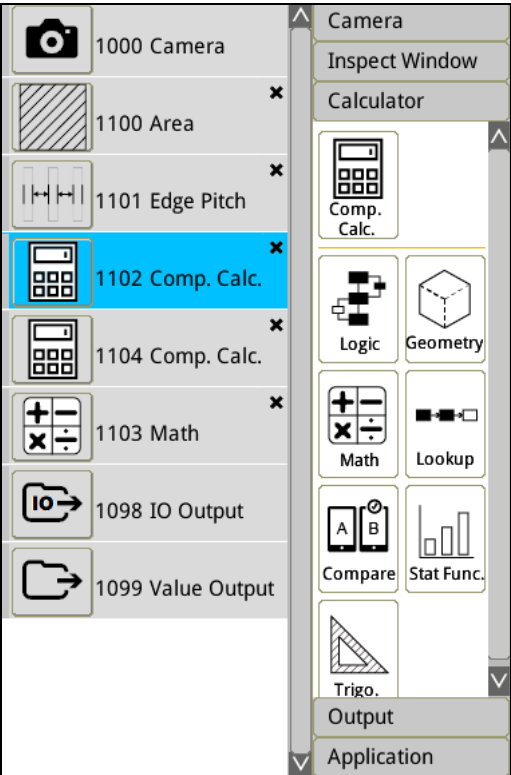 1000 Camera
1100 Area
1101 Edge Pitch
1102 Comp. Calc.
1104 Comp. Calc.
1103 Math
IO
1098 IO Output
1099 Value Output
Camera
Inspect Window
Calculator
Comp.
Calc.
Logic
Geometry
Math
Lookup
A
B
Compare
Stat Func.
Trigo.
Output
Application